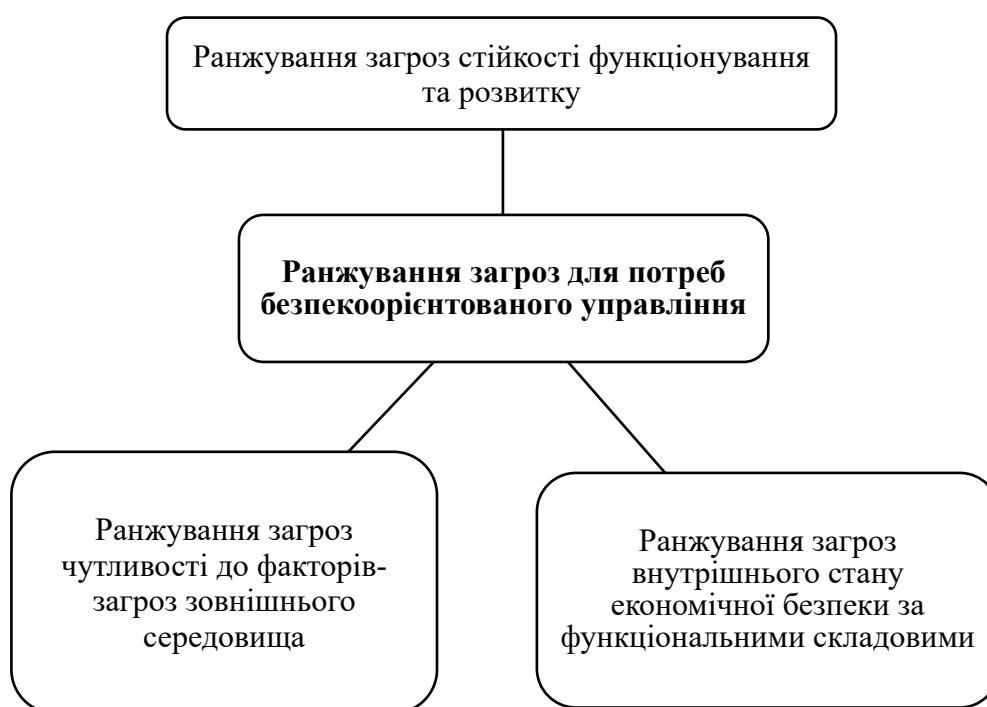 Ранжування загроз стійкості функціонування
та розвитку
Ранжування загроз для потреб
безпекоорієнтованого управління
Ранжування загроз
чутливості до факторів-
загроз зовнішнього
середовища
Ранжування загроз
внутрішнього стану
економічної безпеки за
функціональними складовими